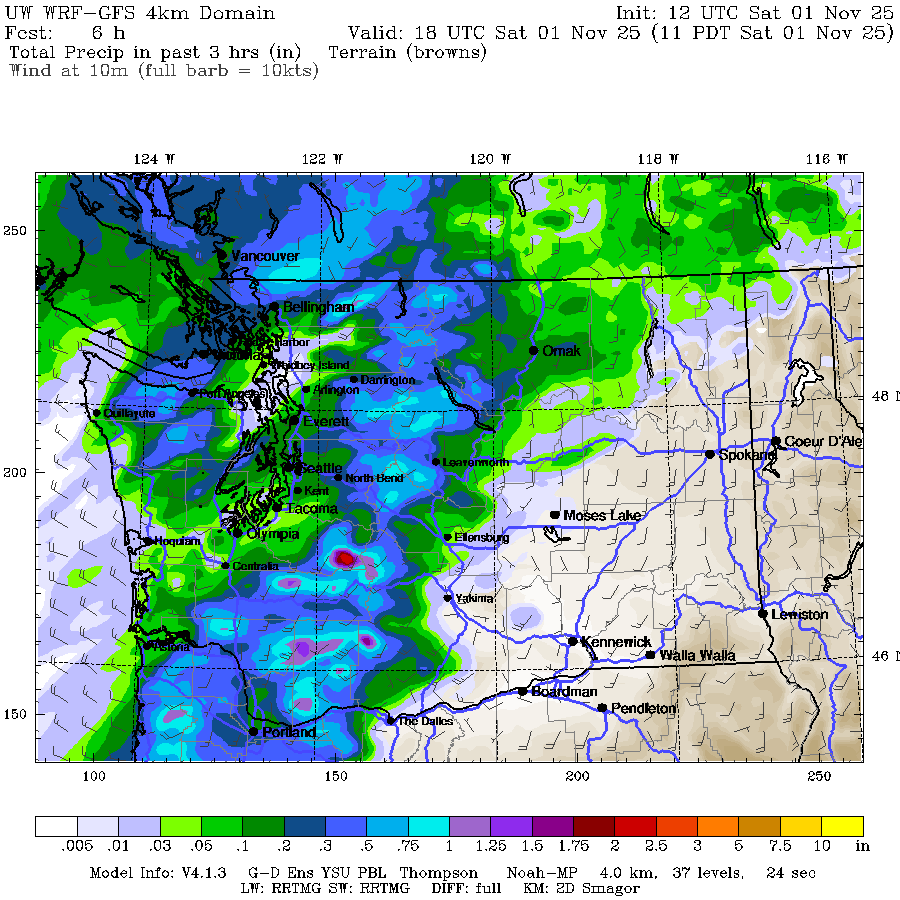 UW WRF-GFS 4km Domain Init: 12 UTC Sat 01 Nov 25
Fcst: 6 h Valid: 18 UTC Sat 01 Nov 25 (11 PDT Sat 01 Nov 25)
Total Precip in past 3 hrs (in) Terrain (browns)
Wind at 10m (full barb = 10kts)
124 W 122 W 120 W 118 W 116 W
250
Vancouver
Bellingham
Harbor
Omak
Whidbey Island
Darrington
Arlington
Port Angeles
48 N
Quillayute
Everett
Coeur D'Ale
Spokane
Leavenworth
200
Seattle
North Bend
Kent
Tacoma
Moses Lake
Olympia
Ellensburg
Hoquiam
Centralia
Yakima
Lewiston
Kennewick
Astoria
Walla Walla
46 N
Boardman
Pendleton
150
The Dalles
Portland
100 150 200 250
.005 .01 .03 .05 .1 .2 .3 .5 .75 1 1.25 1.5 1.75 2 2.5 3 5 7.5 10 in
Model Info: V4.1.3 G-D Ens YSU PBL Thompson Noah-MP 4.0 km, 37 levels, 24 sec
LW: RRTMG SW: RRTMG DIFF: full KM: 2D Smagor